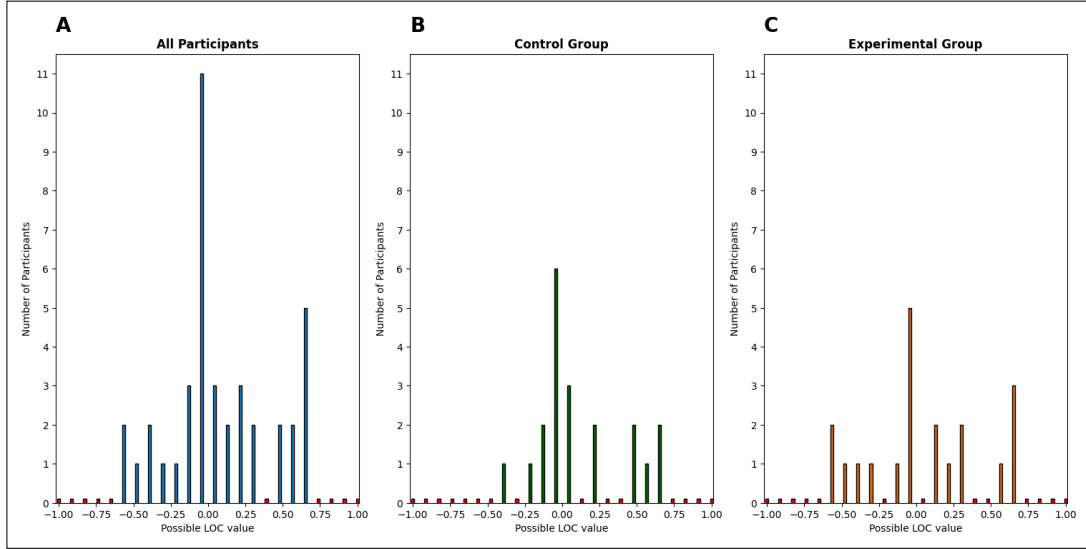 A
B
C
All Participants
Control Group
Experimental Group
Number of Participants
11
10
9
8
7
6
5
4
3
2
1
0
−1.00 −0.75 −0.50 −0.25 0.00 0.25 0.50 0.75 1.00
Possible LOC value
Number of Participants
11
10
9
8
7
6
5
4
3
2
1
0
−1.00 −0.75 −0.50 −0.25 0.00 0.25 0.50 0.75 1.00
Possible LOC value
Number of Participants
11
10
9
8
7
6
5
4
3
2
1
0
−1.00 −0.75 −0.50 −0.25 0.00 0.25 0.50 0.75 1.00
Possible LOC value